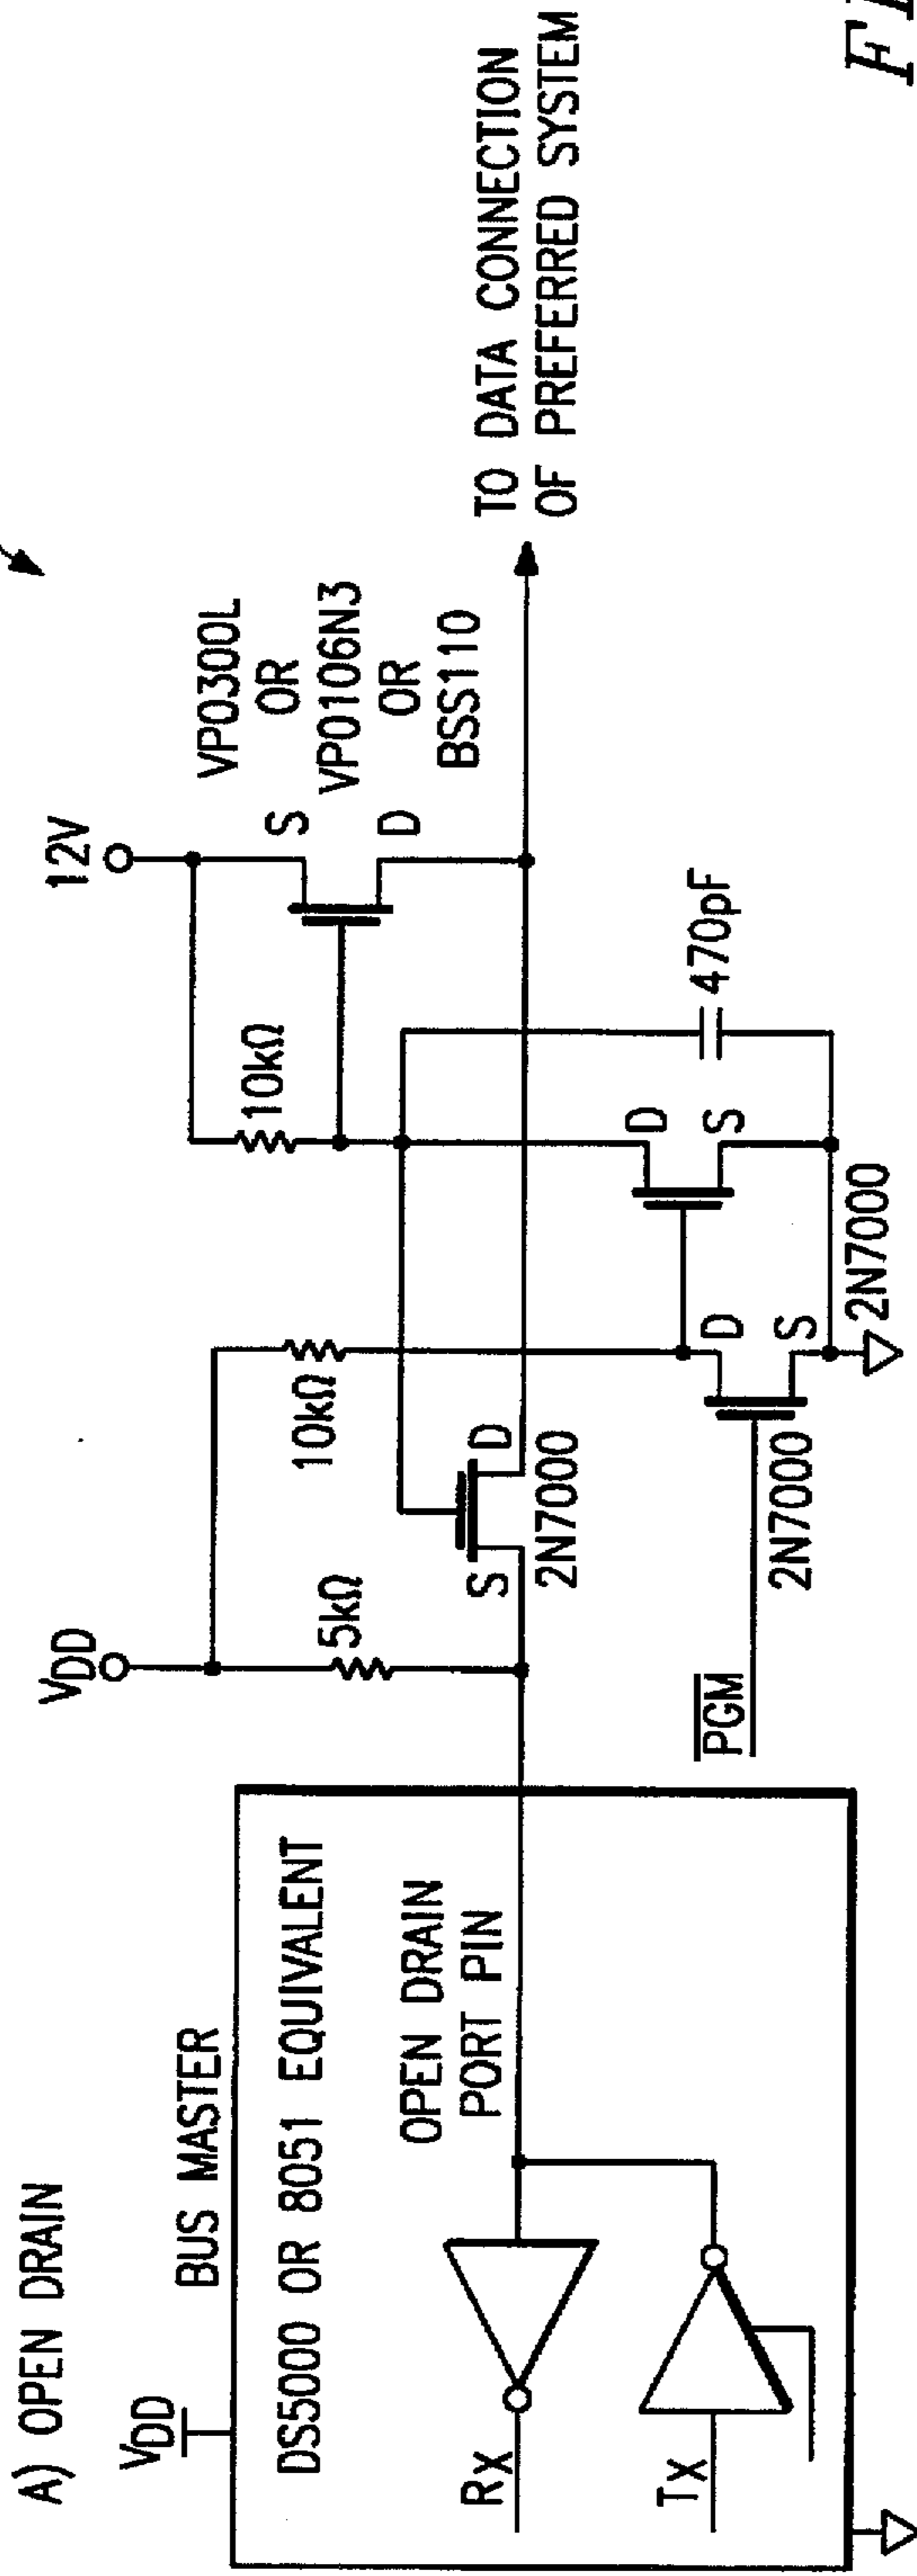 A) OPEN DRAIN
VDD
BUS MASTER
DS5000 OR 8051 EQUIVALENT
OPEN DRAIN
PORT PIN
RX
TX
VDD
5kΩ
10kΩ
S
D
2N7000
PGM
2N7000
D
S
2N7000
D
S
10kΩ
470pF
12V
S
D
VP0300L
OR
VP0106N3
OR
BSS110
TO DATA CONNECTION
OF PREFERRED SYSTEM